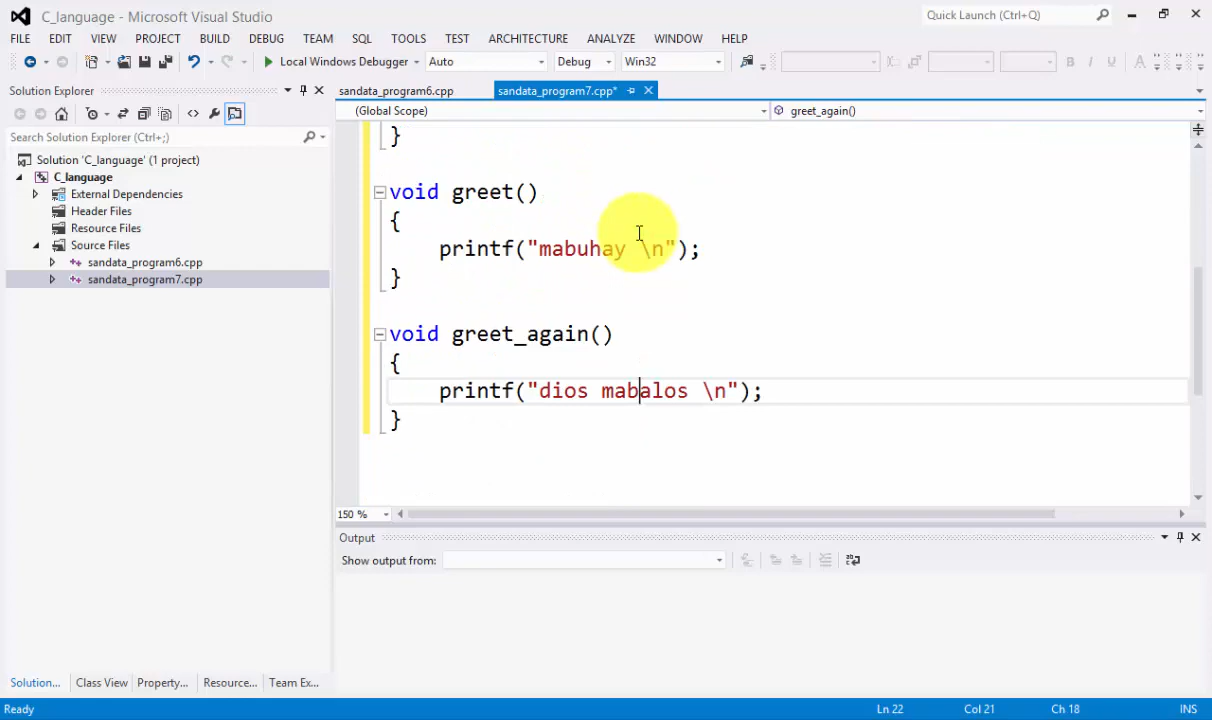 C_language - Microsoft Visual Studio
Quick Launch (Ctrl+Q)
FILE EDIT VIEW PROJECT BUILD DEBUG TEAM SQL TOOLS TEST ARCHITECTURE ANALYZE WINDOW HELP
Local Windows Debugger Auto Debug Win32
Solution Explorer
sandata_program6.cpp sandata_program7.cpp*
(Global Scope) greet_again()
Search Solution Explorer (Ctrl+;)
Solution 'C_language' (1 project)
C_language
External Dependencies
Header Files
Resource Files
Source Files
sandata_program6.cpp
sandata_program7.cpp
}
void greet()
{
printf("mabuhay \n");
}
void greet_again()
{
printf("dios mabalos \n");
}
150 %
Output
Show output from:
Solution... Class View Property... Resource... Team Ex...
Ready Ln 22 Col 21 Ch 18 INS